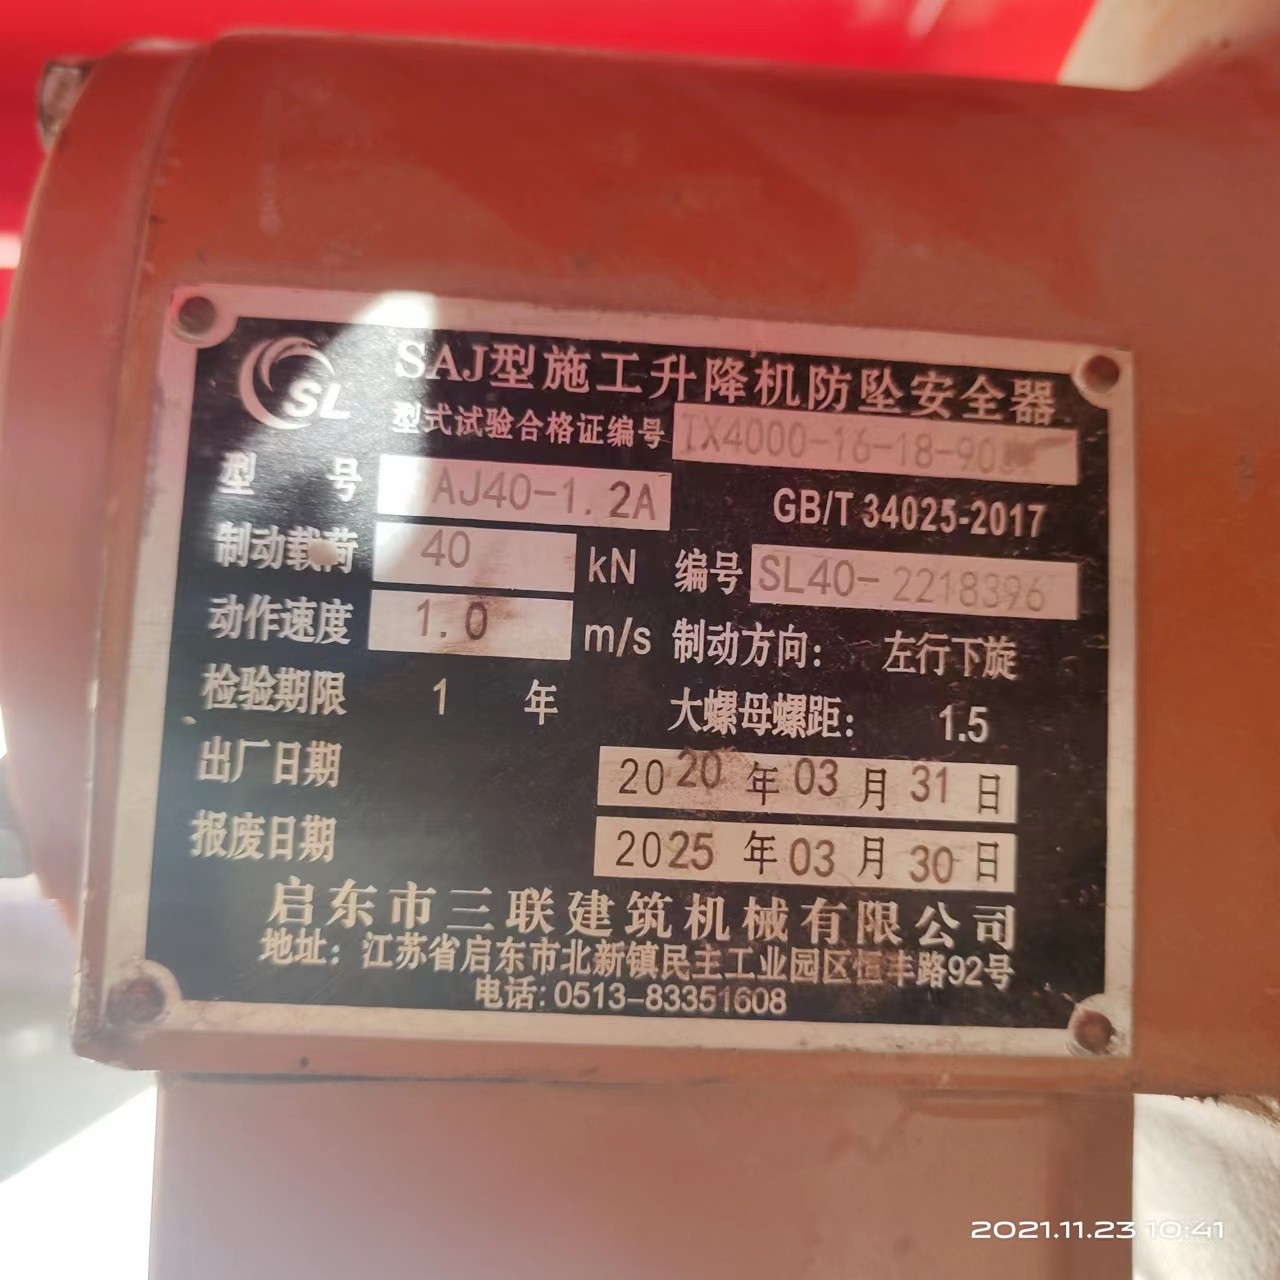 SL
SAJ型施工升降机防坠安全器
型式试验合格证编号 TX4000-16-18-90
型 号 AJ40-1.2A GB/T 34025-2017
制动载荷 40 kN 编号 SL40-2218396
动作速度 1.0 m/s 制动方向： 左行下旋
检验期限 1 年 大螺母螺距： 1.5
出厂日期 2020 年 03 月 31 日
报废日期 2025 年 03 月 30 日
启东市三联建筑机械有限公司
地址：江苏省启东市北新镇民主工业园区恒丰路92号
电话：0513-83351608
2021.11.23 10:41